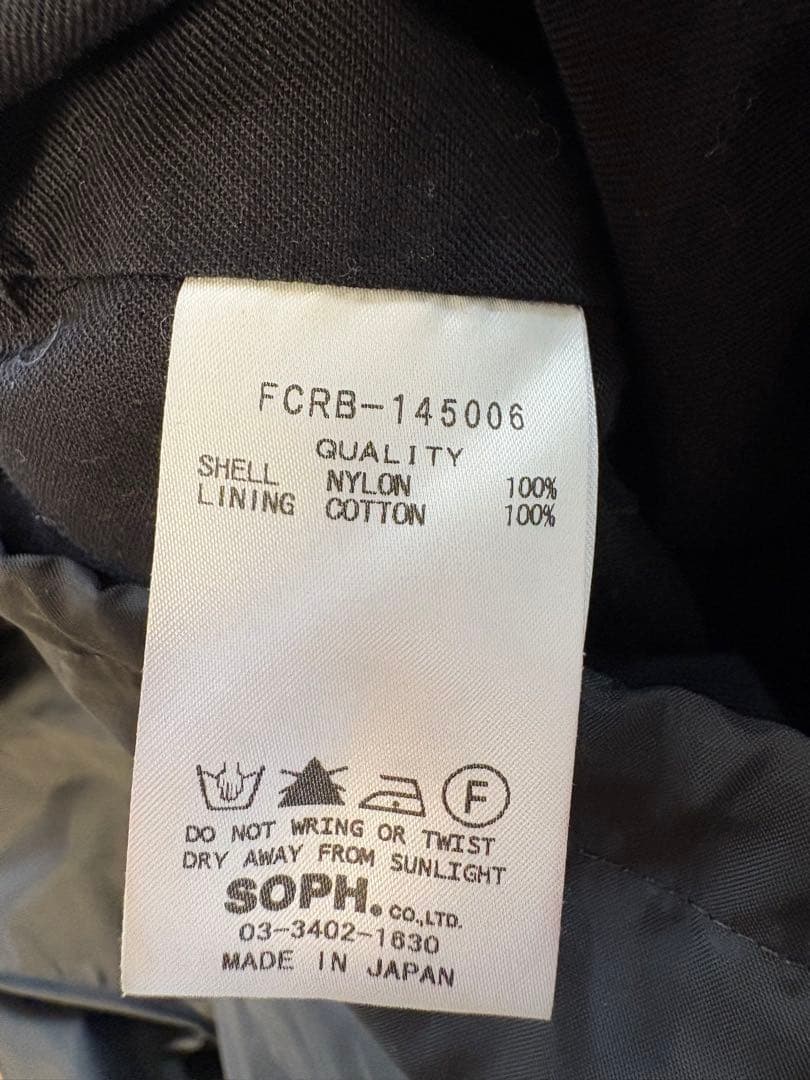 FCRB-145006
QUALITY
SHELL NYLON 100%
LINING COTTON 100%
F
DO NOT WRING OR TWIST
DRY AWAY FROM SUNLIGHT
SOPH. CO.,LTD.
03-3402-1630
MADE IN JAPAN